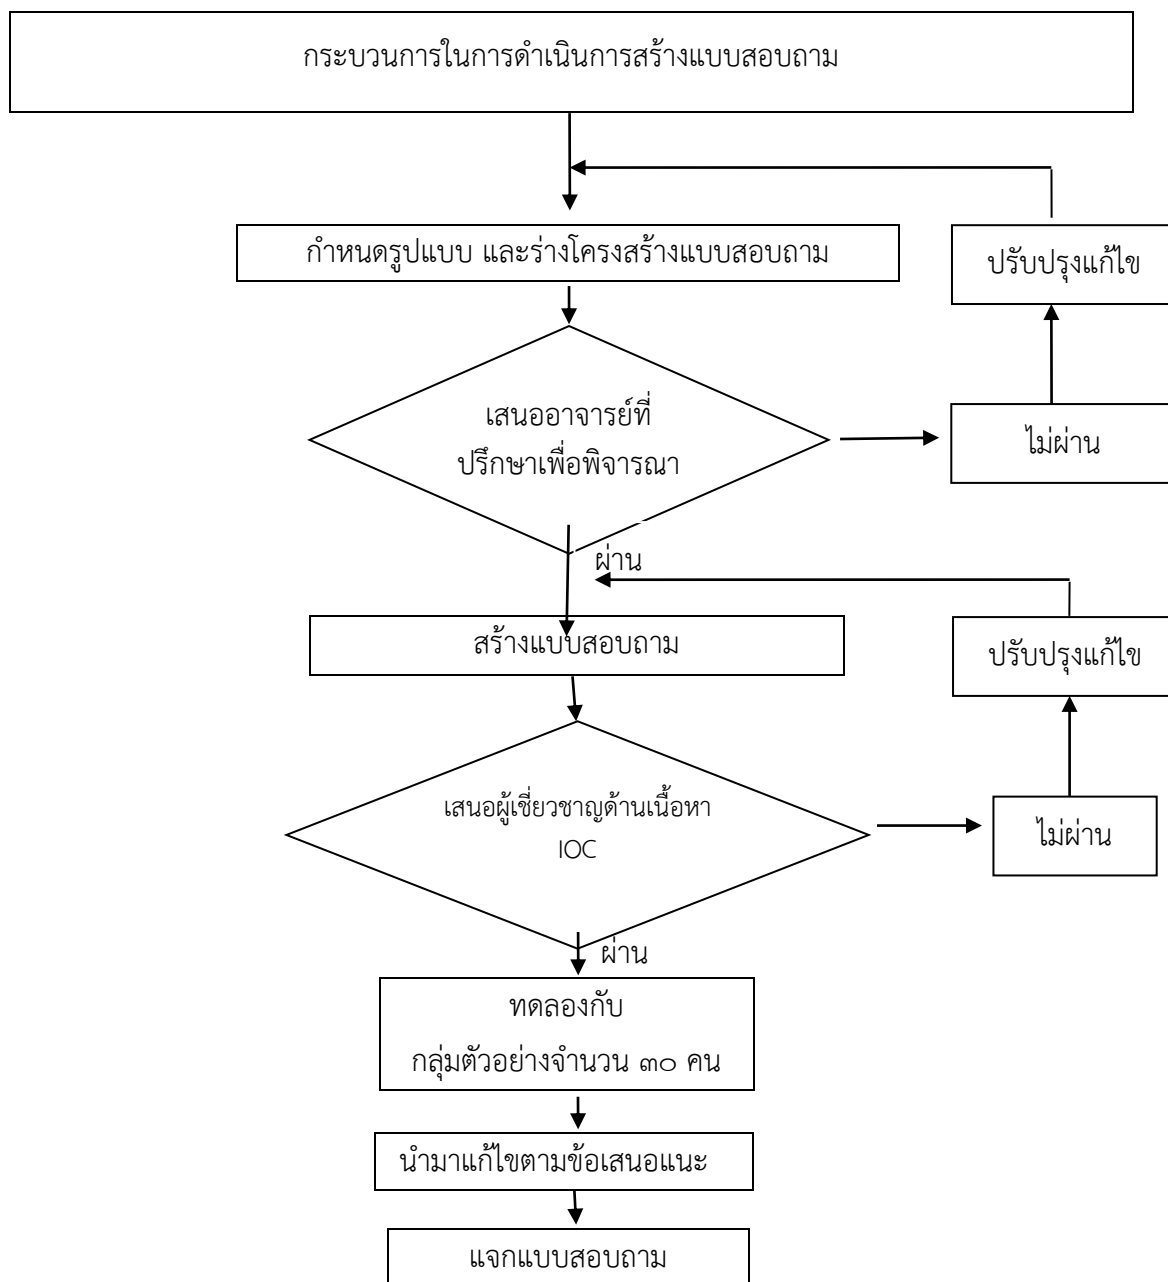 กระบวนการในการดำเนินการสร้างแบบสอบถาม
กำหนดรูปแบบ และร่างโครงสร้างแบบสอบถาม
ปรับปรุงแก้ไข
เสนออาจารย์ที่
ปรึกษาเพื่อพิจารณา
ไม่ผ่าน
ผ่าน
สร้างแบบสอบถาม
ปรับปรุงแก้ไข
เสนอผู้เชี่ยวชาญด้านเนื้อหา
IOC
ไม่ผ่าน
ผ่าน
ทดลองกับ
กลุ่มตัวอย่างจำนวน ๓๐ คน
นำมาแก้ไขตามข้อเสนอแนะ
แจกแบบสอบถาม